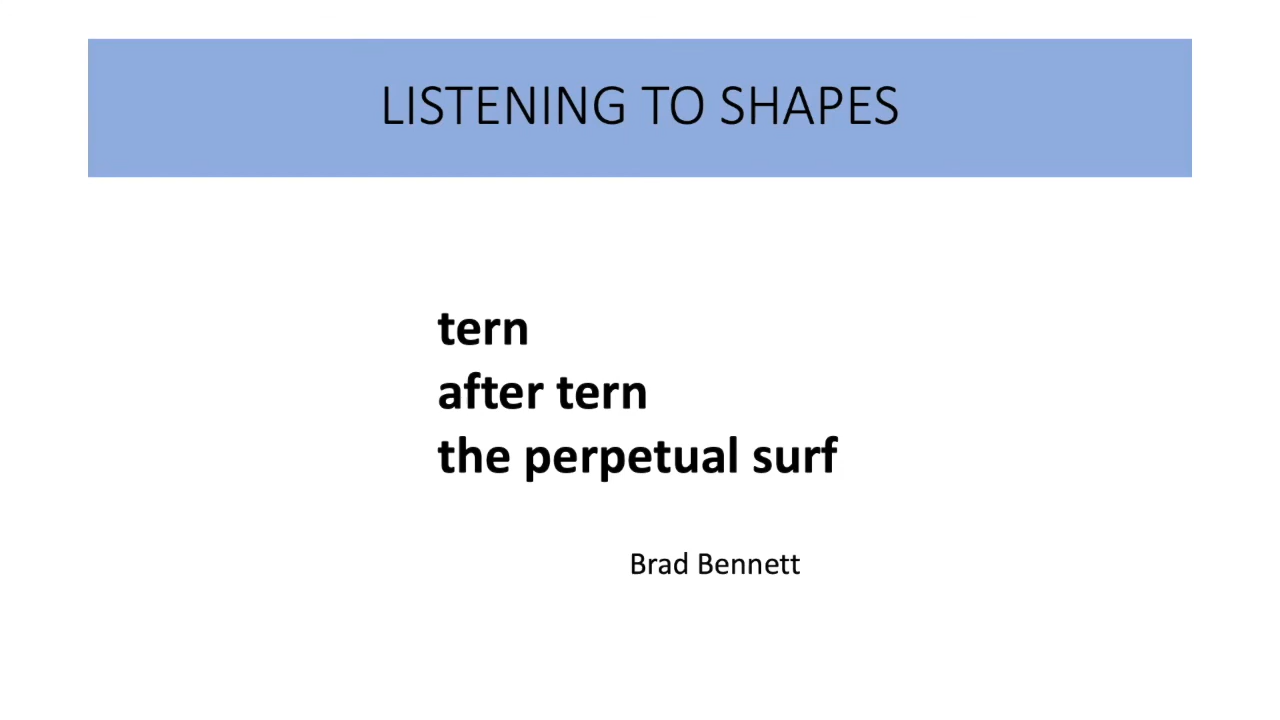 LISTENING TO SHAPES
tern
after tern
the perpetual surf
Brad Bennett